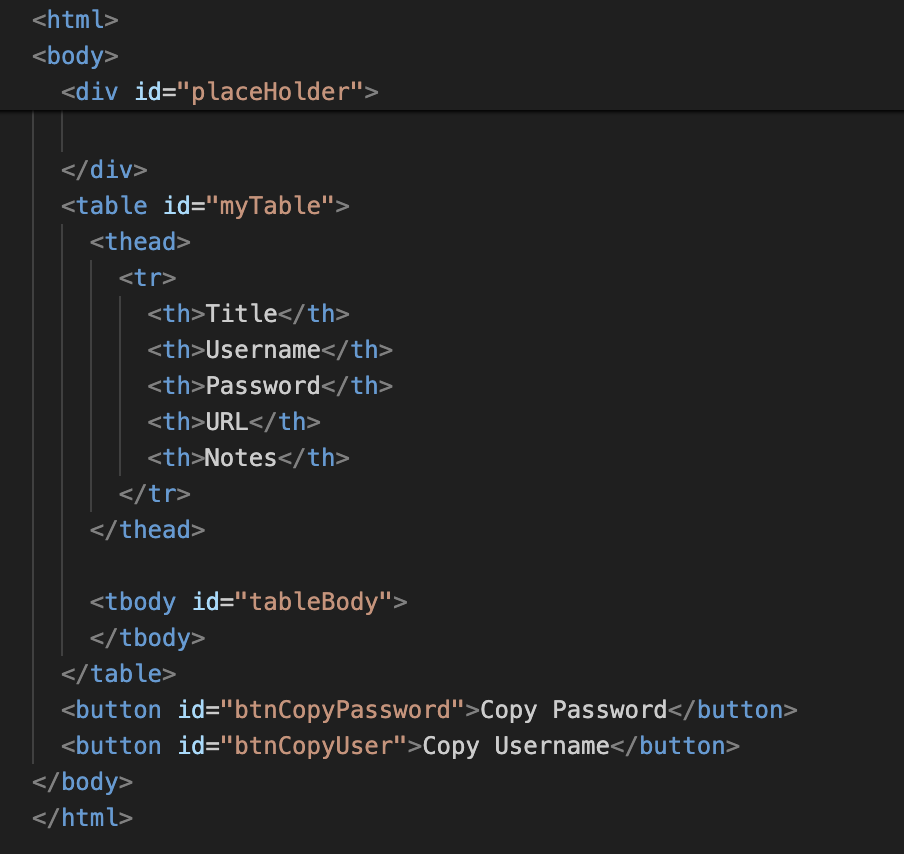 <html>
<body>
  <div id="placeHolder">
  </div>
  <table id="myTable">
    <thead>
      <tr>
        <th>Title</th>
        <th>Username</th>
        <th>Password</th>
        <th>URL</th>
        <th>Notes</th>
      </tr>
    </thead>

    <tbody id="tableBody">
    </tbody>
  </table>
  <button id="btnCopyPassword">Copy Password</button>
  <button id="btnCopyUser">Copy Username</button>
</body>
</html>